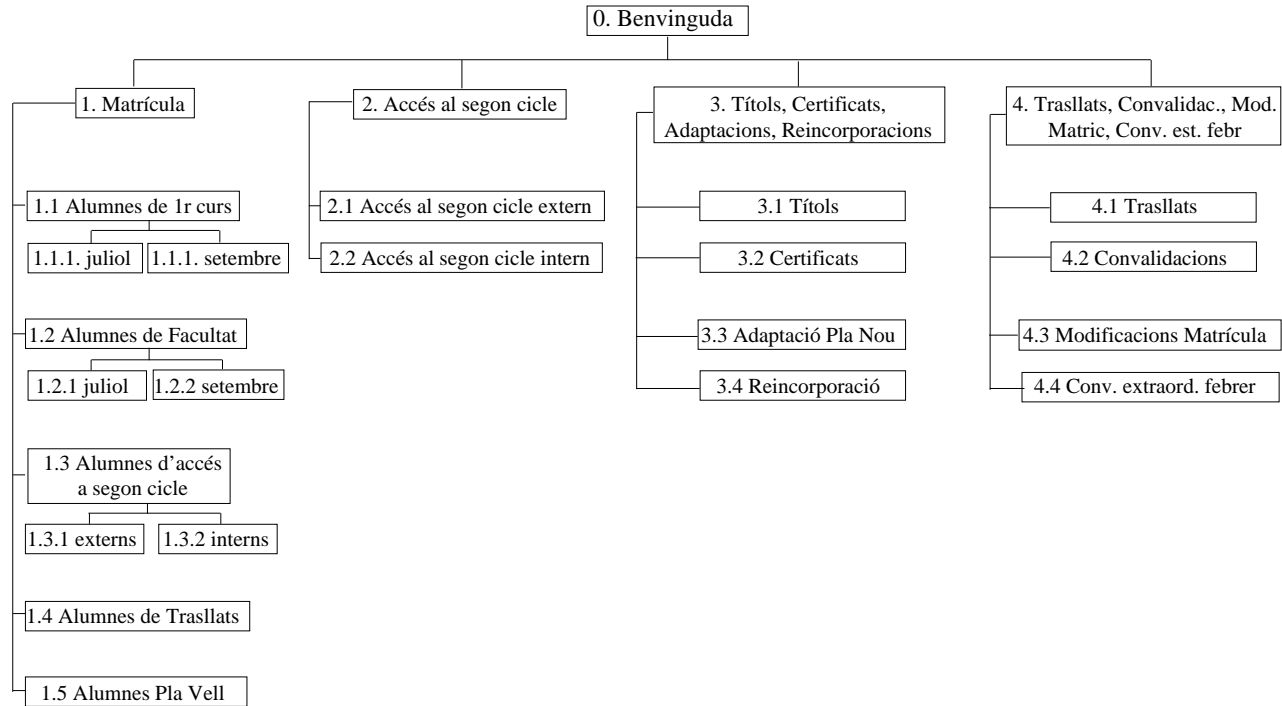 0. Benvinguda
1. Matrícula
2. Accés al segon cicle
3. Títols, Certificats,
Adaptacions, Reincorporacions
4. Trasllats, Convalidac., Mod.
Matric, Conv. est. febr
1.1 Alumnes de 1r curs
1.1.1. juliol
1.1.1. setembre
1.2 Alumnes de Facultat
1.2.1 juliol
1.2.2 setembre
1.3 Alumnes d’accés
a segon cicle
1.3.1 externs
1.3.2 interns
1.4 Alumnes de Trasllats
1.5 Alumnes Pla Vell
2.1 Accés al segon cicle extern
2.2 Accés al segon cicle intern
3.1 Títols
3.2 Certificats
3.3 Adaptació Pla Nou
3.4 Reincorporació
4.1 Trasllats
4.2 Convalidacions
4.3 Modificacions Matrícula
4.4 Conv. extraord. febrer